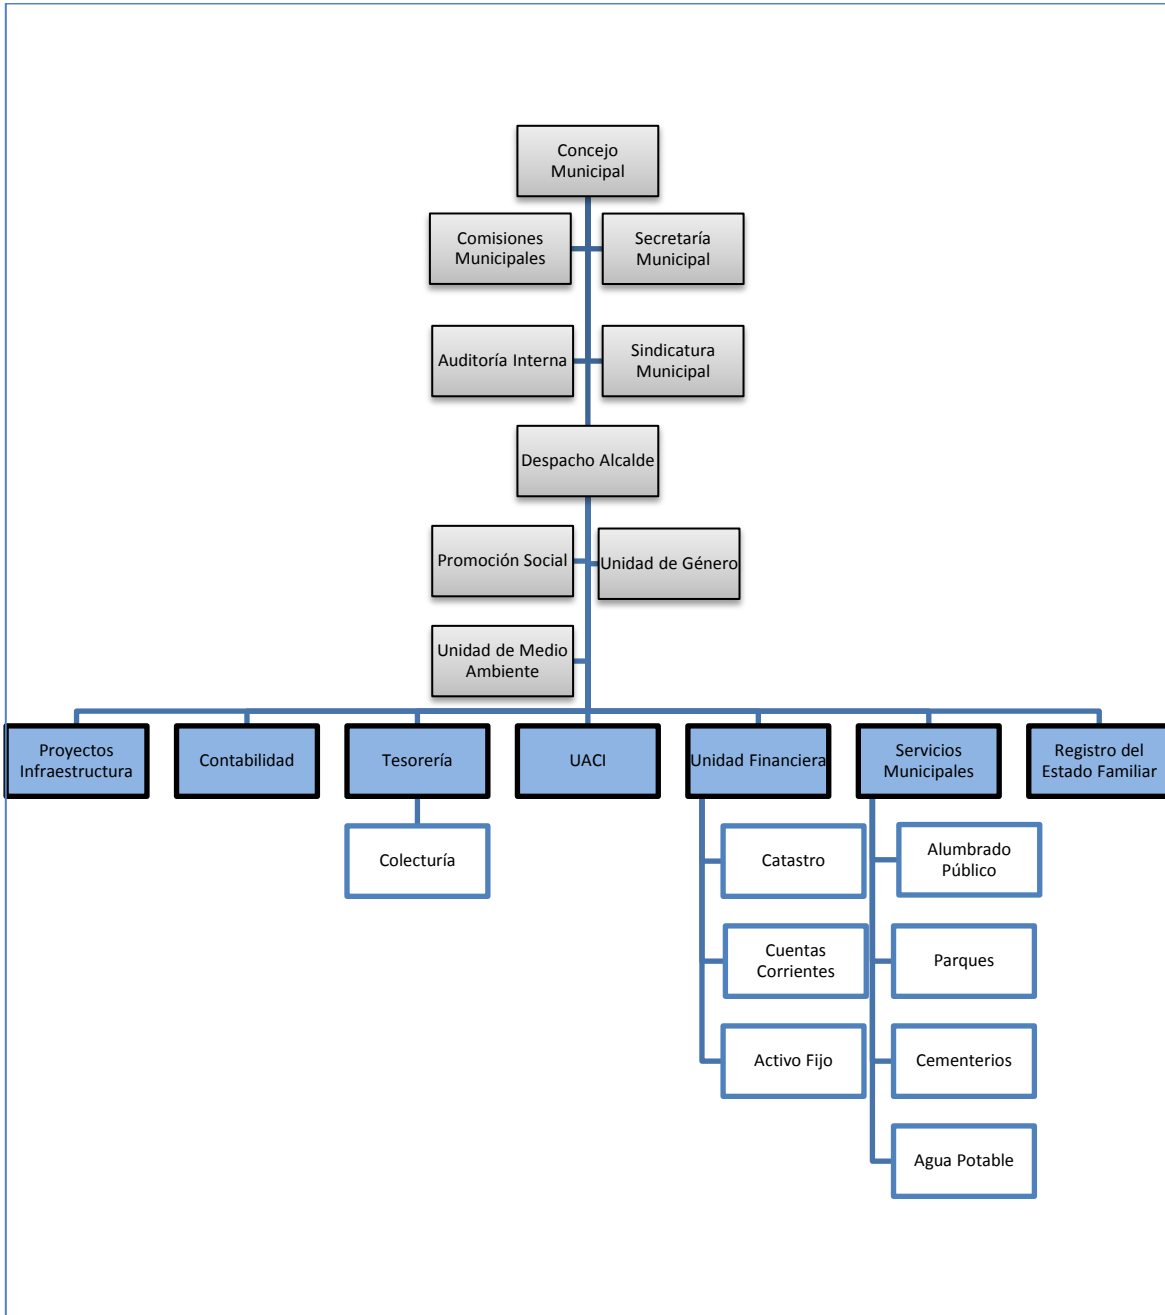 Concejo
Municipal
Comisiones
Municipales
Secretaría
Municipal
Auditoría Interna
Sindicatura
Municipal
Despacho Alcalde
Promoción Social
Unidad de Género
Unidad de Medio
Ambiente
Proyectos
Infraestructura
Contabilidad
Tesorería
UACI
Unidad Financiera
Servicios
Municipales
Registro del
Estado Familiar
Colecturía
Catastro
Cuentas
Corrientes
Activo Fijo
Alumbrado
Público
Parques
Cementerios
Agua Potable